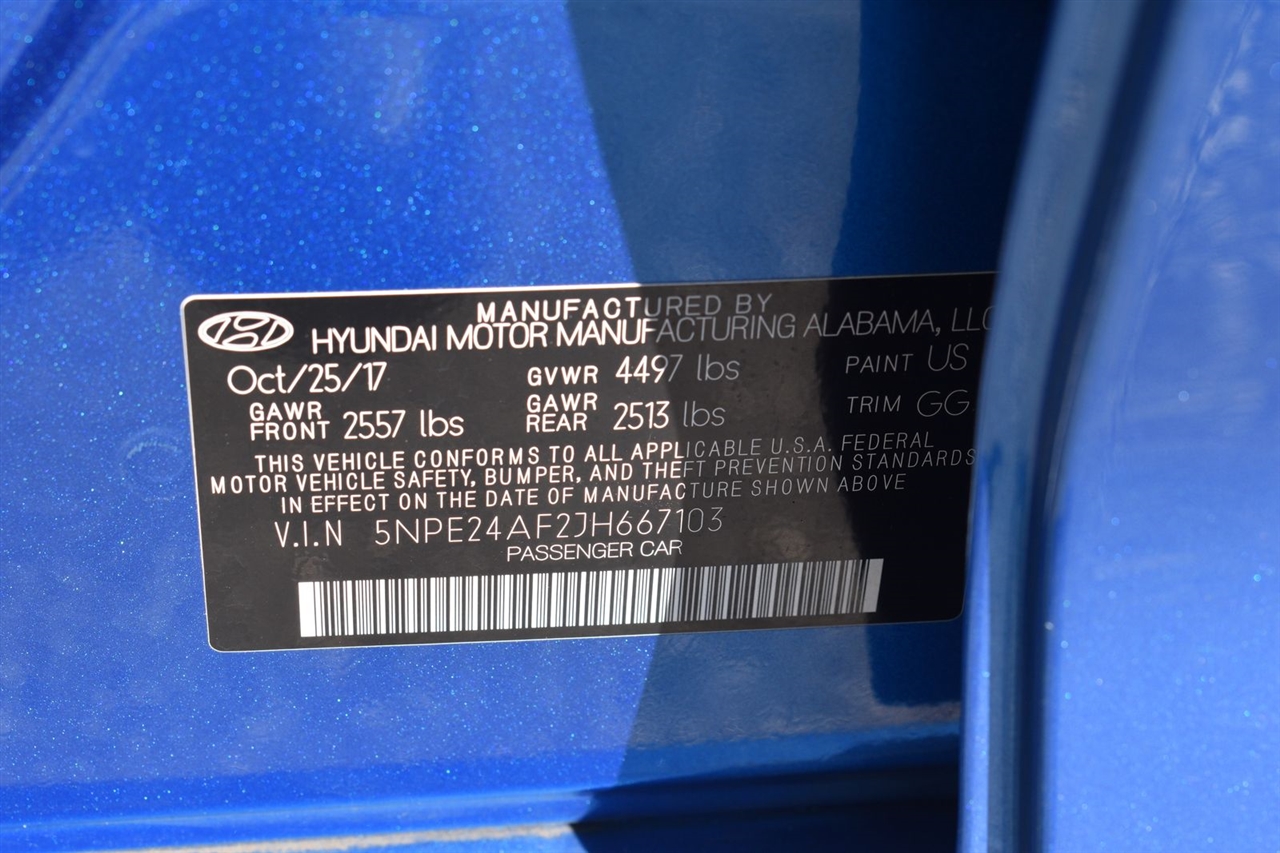 MANUFACTURED BY
HYUNDAI MOTOR MANUFACTURING ALABAMA, LLC
Oct/25/17 GVWR 4497 lbs PAINT US
GAWR FRONT 2557 lbs GAWR REAR 2513 lbs TRIM GG
THIS VEHICLE CONFORMS TO ALL APPLICABLE U.S.A. FEDERAL
MOTOR VEHICLE SAFETY, BUMPER, AND THEFT PREVENTION STANDARDS
IN EFFECT ON THE DATE OF MANUFACTURE SHOWN ABOVE
V.I.N 5NPE24AF2JH667103
PASSENGER CAR